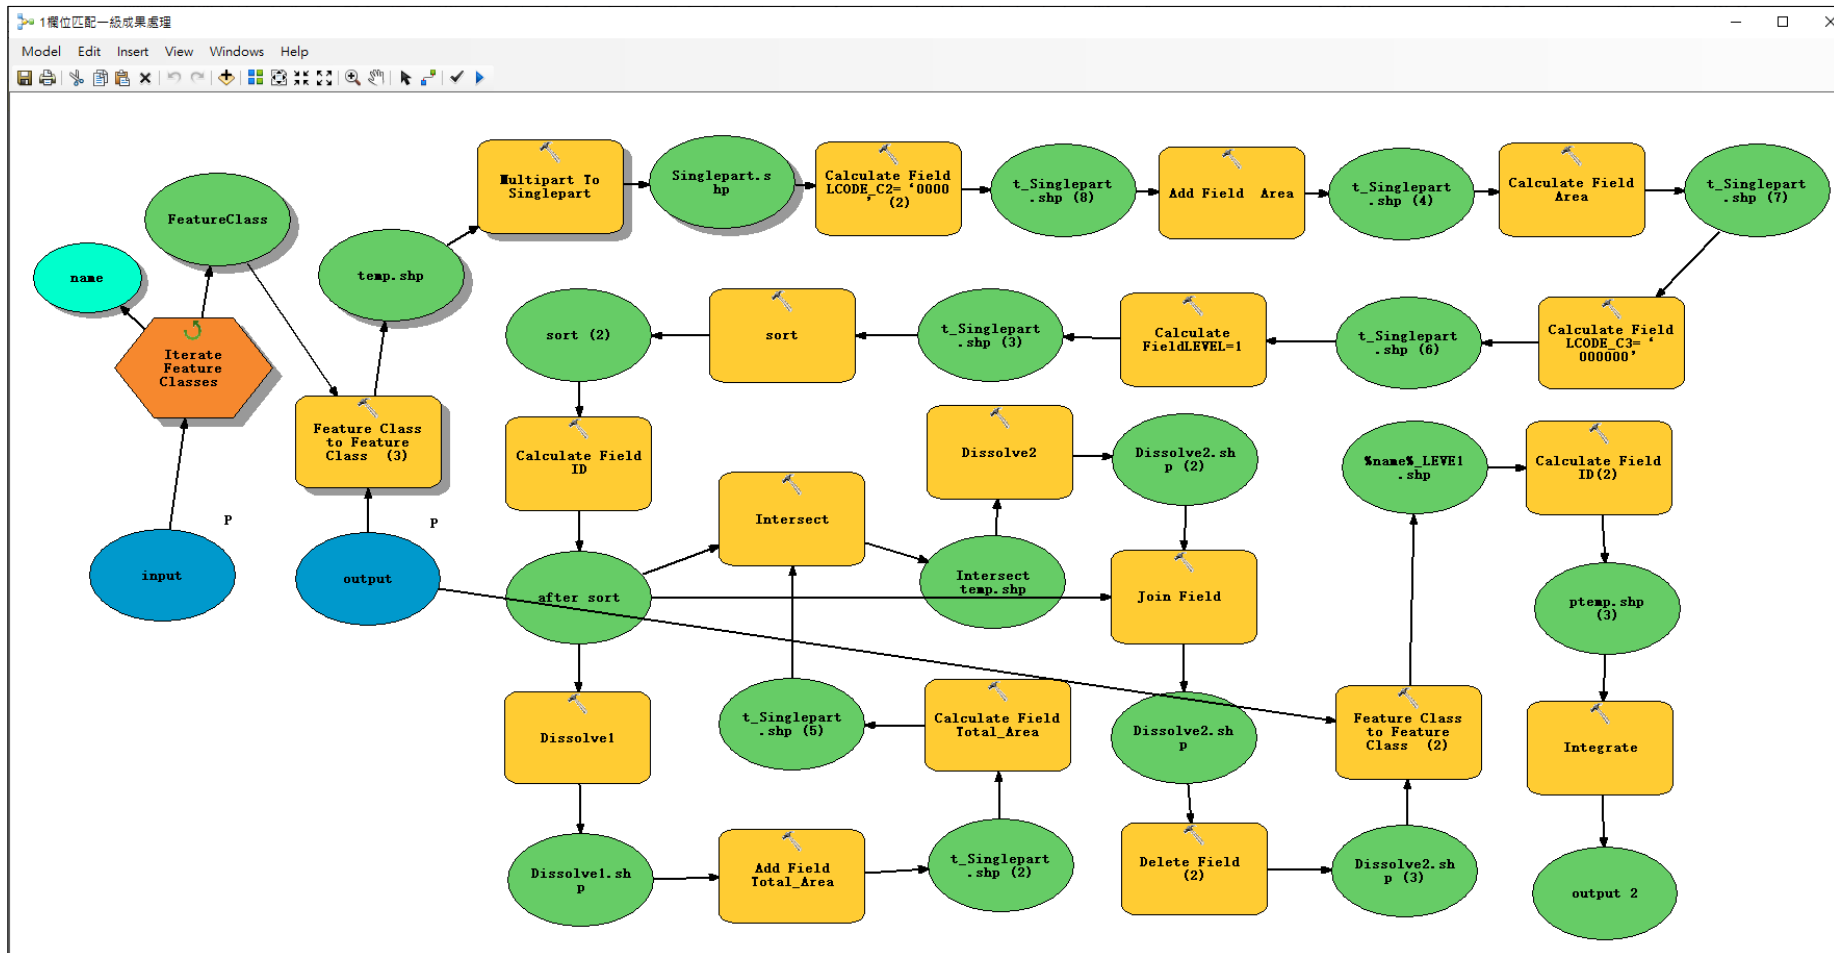 1欄位匹配一級成果處理
Model Edit Insert View Windows Help
FeatureClass
name
Iterate
Feature
Classes
input
P
Feature Class
to Feature
Class (3)
output
P
temp.shp
Multipart To
Singlepart
Singlepart.s
hp
Calculate Field
LCODE_C2= ‘0000
’ (2)
t_Singlepart
.shp (8)
Add Field Area
t_Singlepart
.shp (4)
Calculate Field
Area
t_Singlepart
.shp (7)
Calculate Field
LCODE_C3= ‘
000000’
t_Singlepart
.shp (6)
Calculate
FieldLEVEL=1
t_Singlepart
.shp (3)
sort
sort (2)
Calculate Field
ID
after sort
Dissolve1
Dissolve1.sh
p
Add Field
Total_Area
t_Singlepart
.shp (2)
Calculate Field
Total_Area
t_Singlepart
.shp (5)
Intersect
Intersect
temp.shp
Dissolve2
Dissolve2.sh
p (2)
Join Field
Dissolve2.sh
p
Delete Field
(2)
Dissolve2.sh
p (3)
Feature Class
to Feature
Class (2)
%name%_LEVE1
.shp
Calculate Field
ID(2)
ptemp.shp
(3)
Integrate
output 2